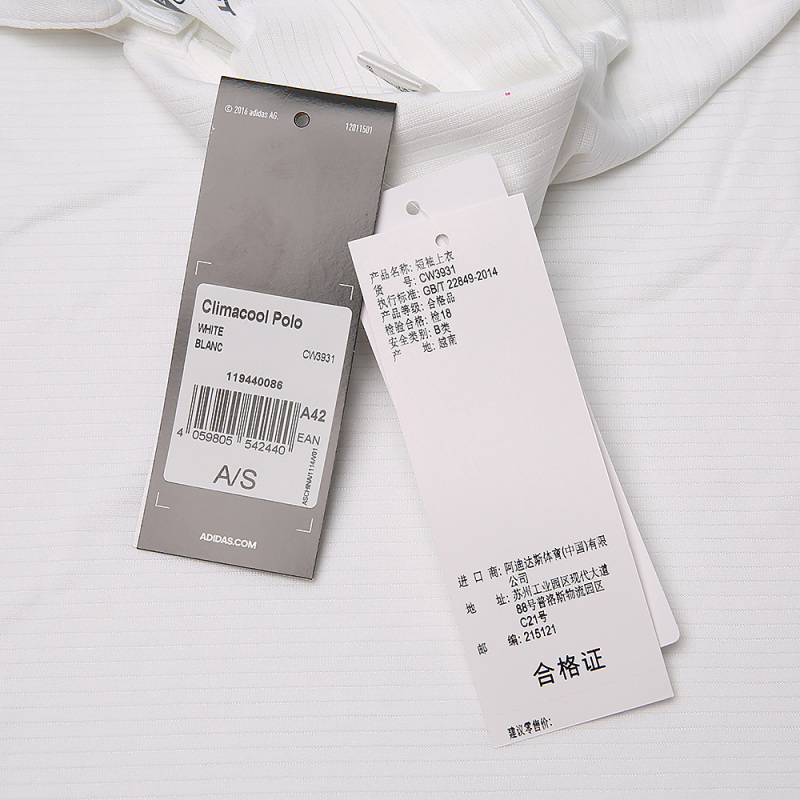 © 2016 adidas AG.
12011501
Climacool Polo
WHITE
BLANC
CW3931
119440086
A42
4 059805 542440
EAN
ASCHINA/1114/V01
A/S
ADIDAS.COM
产品名称: 短袖上衣
货 号: CW3931
执行标准: GB/T 22849-2014
产品等级: 合格品
检验合格: 检18
安全类别: B类
产 地: 越南
进 口 商: 阿迪达斯体育(中国)有限
公司
地 址: 苏州工业园区现代大道
88号普洛斯物流园区
C21号
邮 编: 215121
合格证
建议零售价: